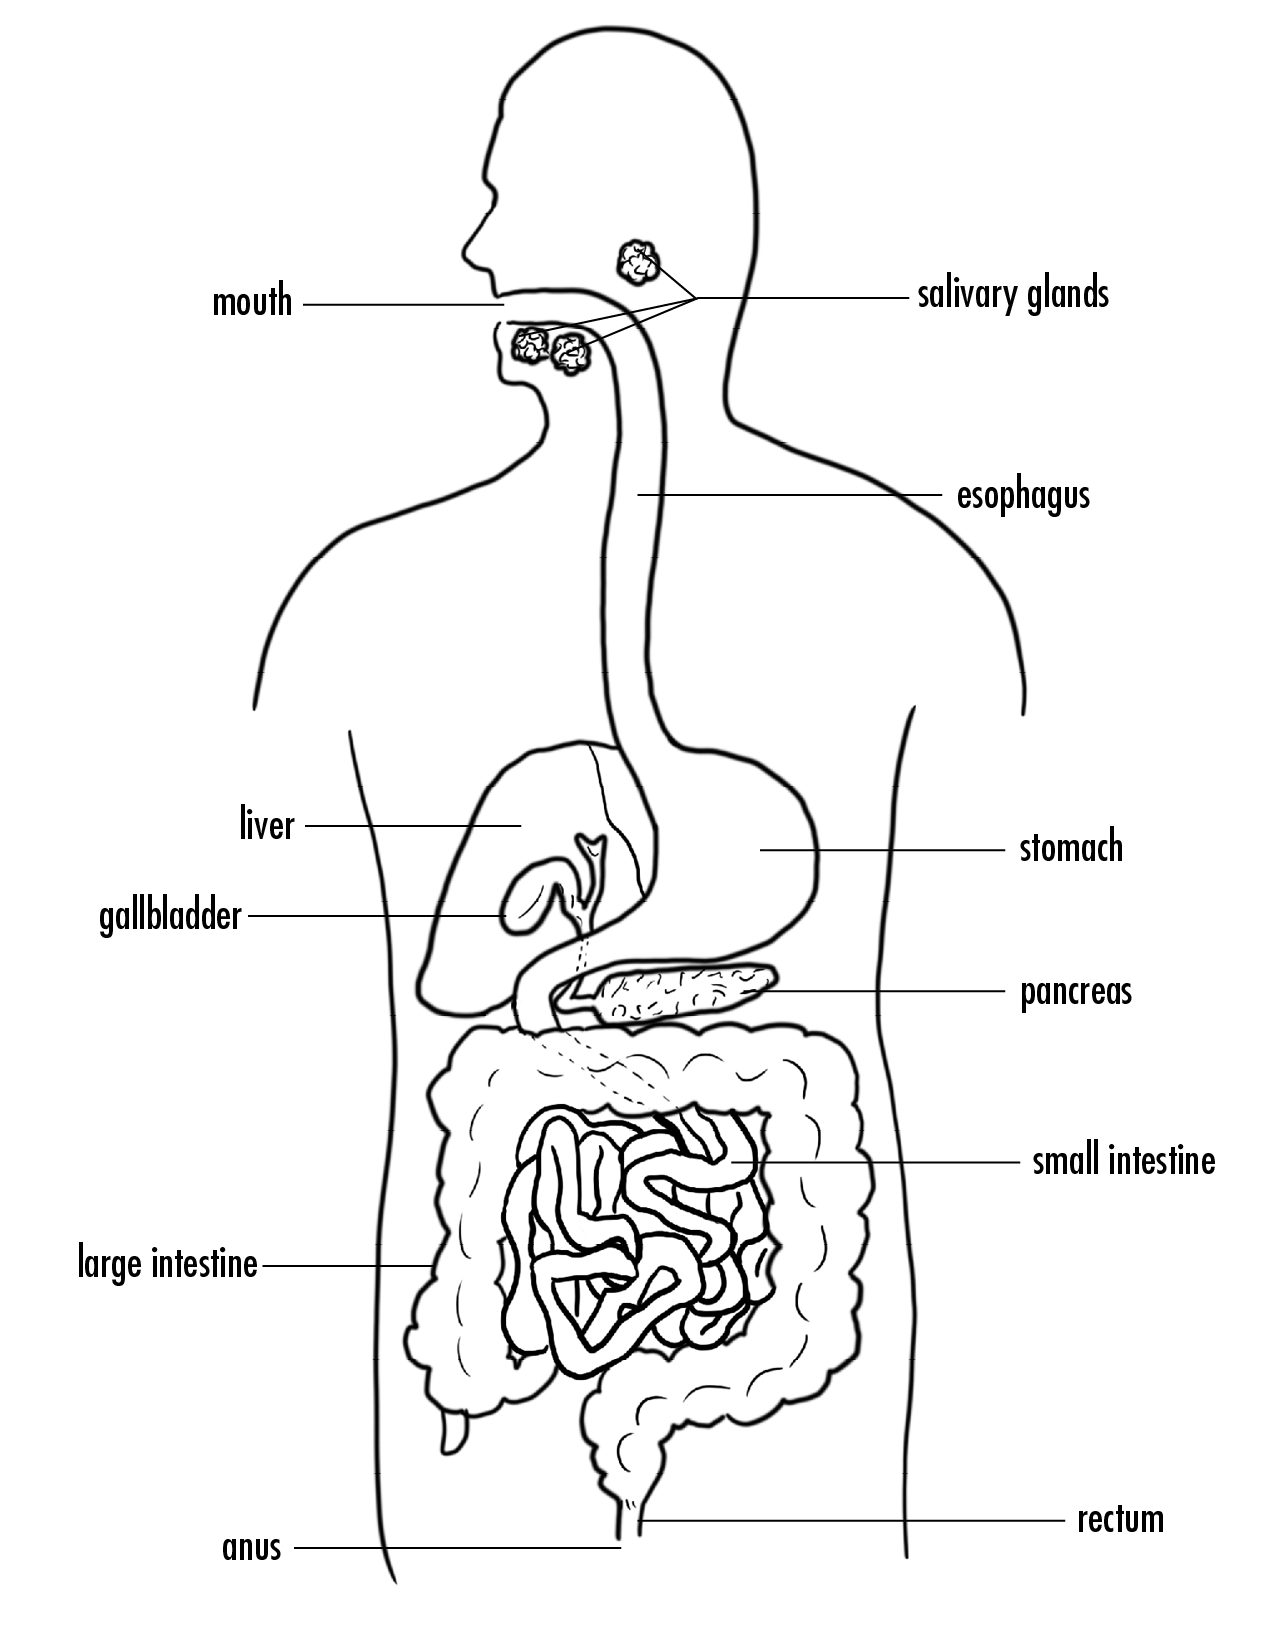 mouth
salivary glands
esophagus
liver
stomach
gallbladder
pancreas
small intestine
large intestine
rectum
anus